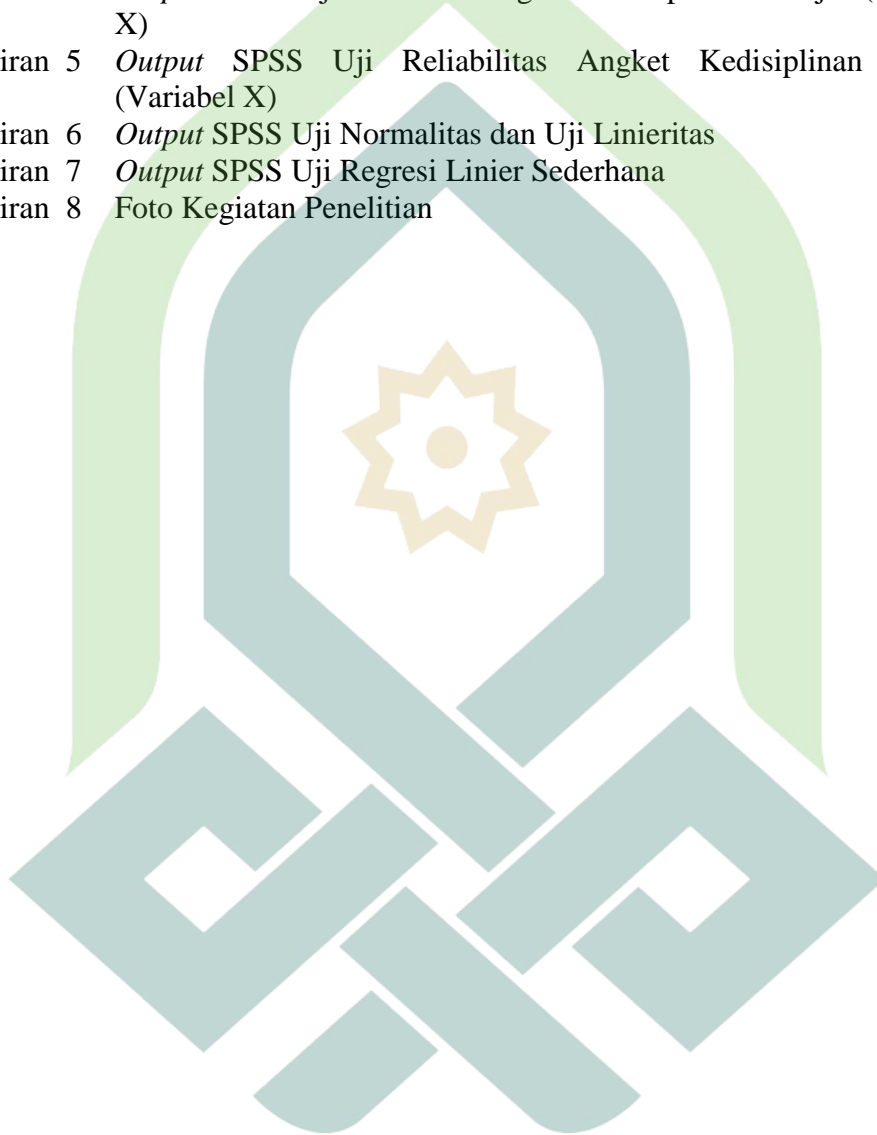 X)
iran 5 Output SPSS Uji Reliabilitas Angket Kedisiplinan
(Variabel X)
iran 6 Output SPSS Uji Normalitas dan Uji Linieritas
iran 7 Output SPSS Uji Regresi Linier Sederhana
iran 8 Foto Kegiatan Penelitian